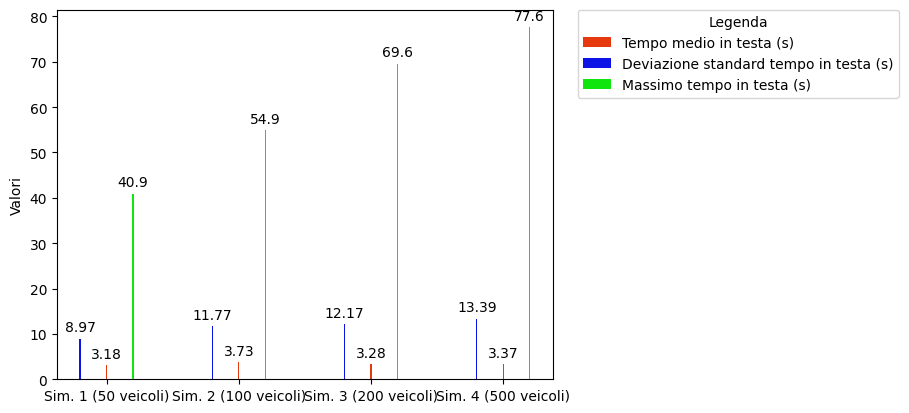 Legenda
Tempo medio in testa (s)
Deviazione standard tempo in testa (s)
Massimo tempo in testa (s)
Valori
80
70
60
50
40
30
20
10
0
8.97
3.18
40.9
11.77
3.73
54.9
12.17
3.28
69.6
13.39
3.37
77.6
Sim. 1 (50 veicoli)
Sim. 2 (100 veicoli)
Sim. 3 (200 veicoli)
Sim. 4 (500 veicoli)